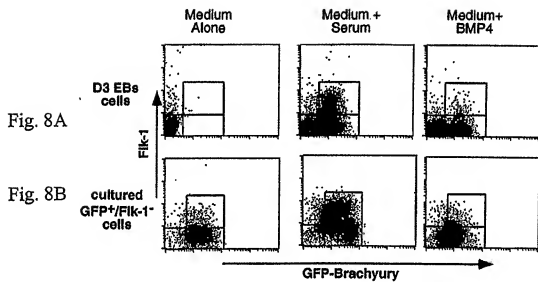 Medium Alone
Medium + Serum
Medium+ BMP4
Fig. 8A
D3 EBs cells
Flk-1
Fig. 8B
cultured GFP+/Flk-1- cells
GFP-Brachyury